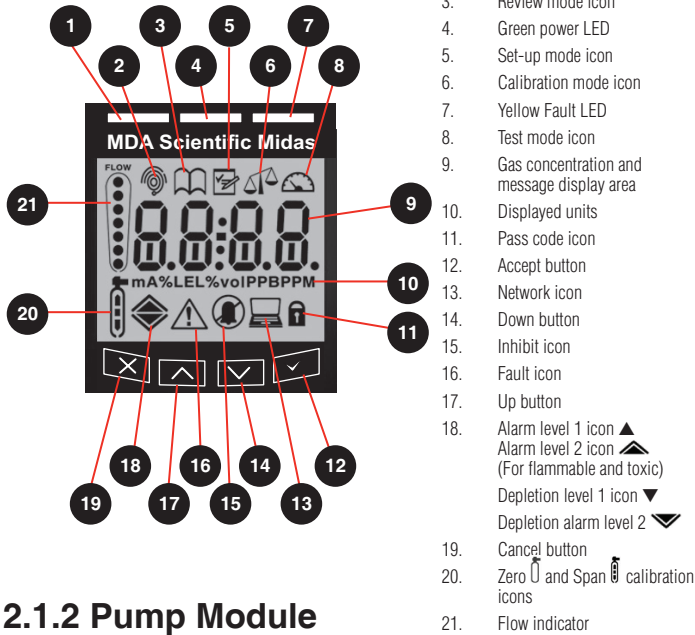 1
2
3
4
5
6
7
8
MDA Scientific Midas
FLOW
21
9
8.8:8.8.
mA%LEL%volPPBPPM
10
20
11
18
16
14
12
19
17
15
13
2.1.2 Pump Module
3. Review mode icon
4. Green power LED
5. Set-up mode icon
6. Calibration mode icon
7. Yellow Fault LED
8. Test mode icon
9. Gas concentration and
message display area
10. Displayed units
11. Pass code icon
12. Accept button
13. Network icon
14. Down button
15. Inhibit icon
16. Fault icon
17. Up button
18. Alarm level 1 icon ▲
Alarm level 2 icon
(For flammable and toxic)
Depletion level 1 icon ▼
Depletion alarm level 2
19. Cancel button
20. Zero and Span calibration
icons
21. Flow indicator